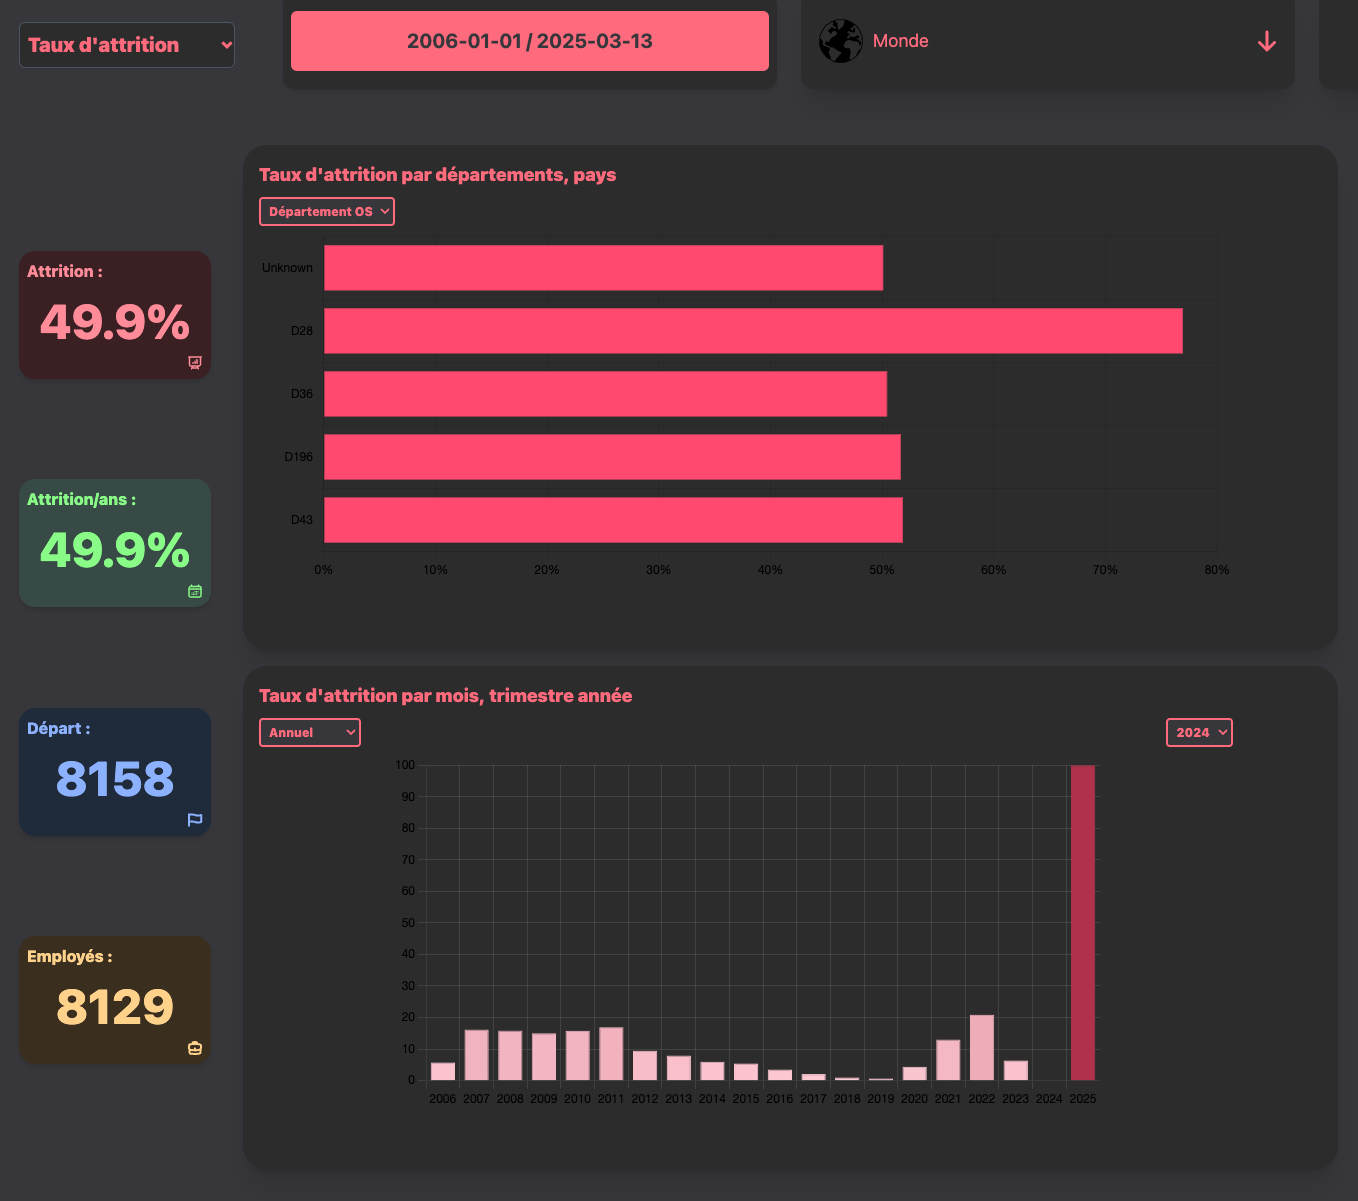 Taux d'attrition
2006-01-01 / 2025-03-13
Monde
Taux d'attrition par départements, pays
Département OS
Unknown
D28
D36
D196
D43
0% 10% 20% 30% 40% 50% 60% 70% 80%
Attrition :
49.9%
Attrition/ans :
49.9%
Départ :
8158
Employés :
8129
Taux d'attrition par mois, trimestre année
Annuel
2024
100
90
80
70
60
50
40
30
20
10
0
2006 2007 2008 2009 2010 2011 2012 2013 2014 2015 2016 2017 2018 2019 2020 2021 2022 2023 2024 2025